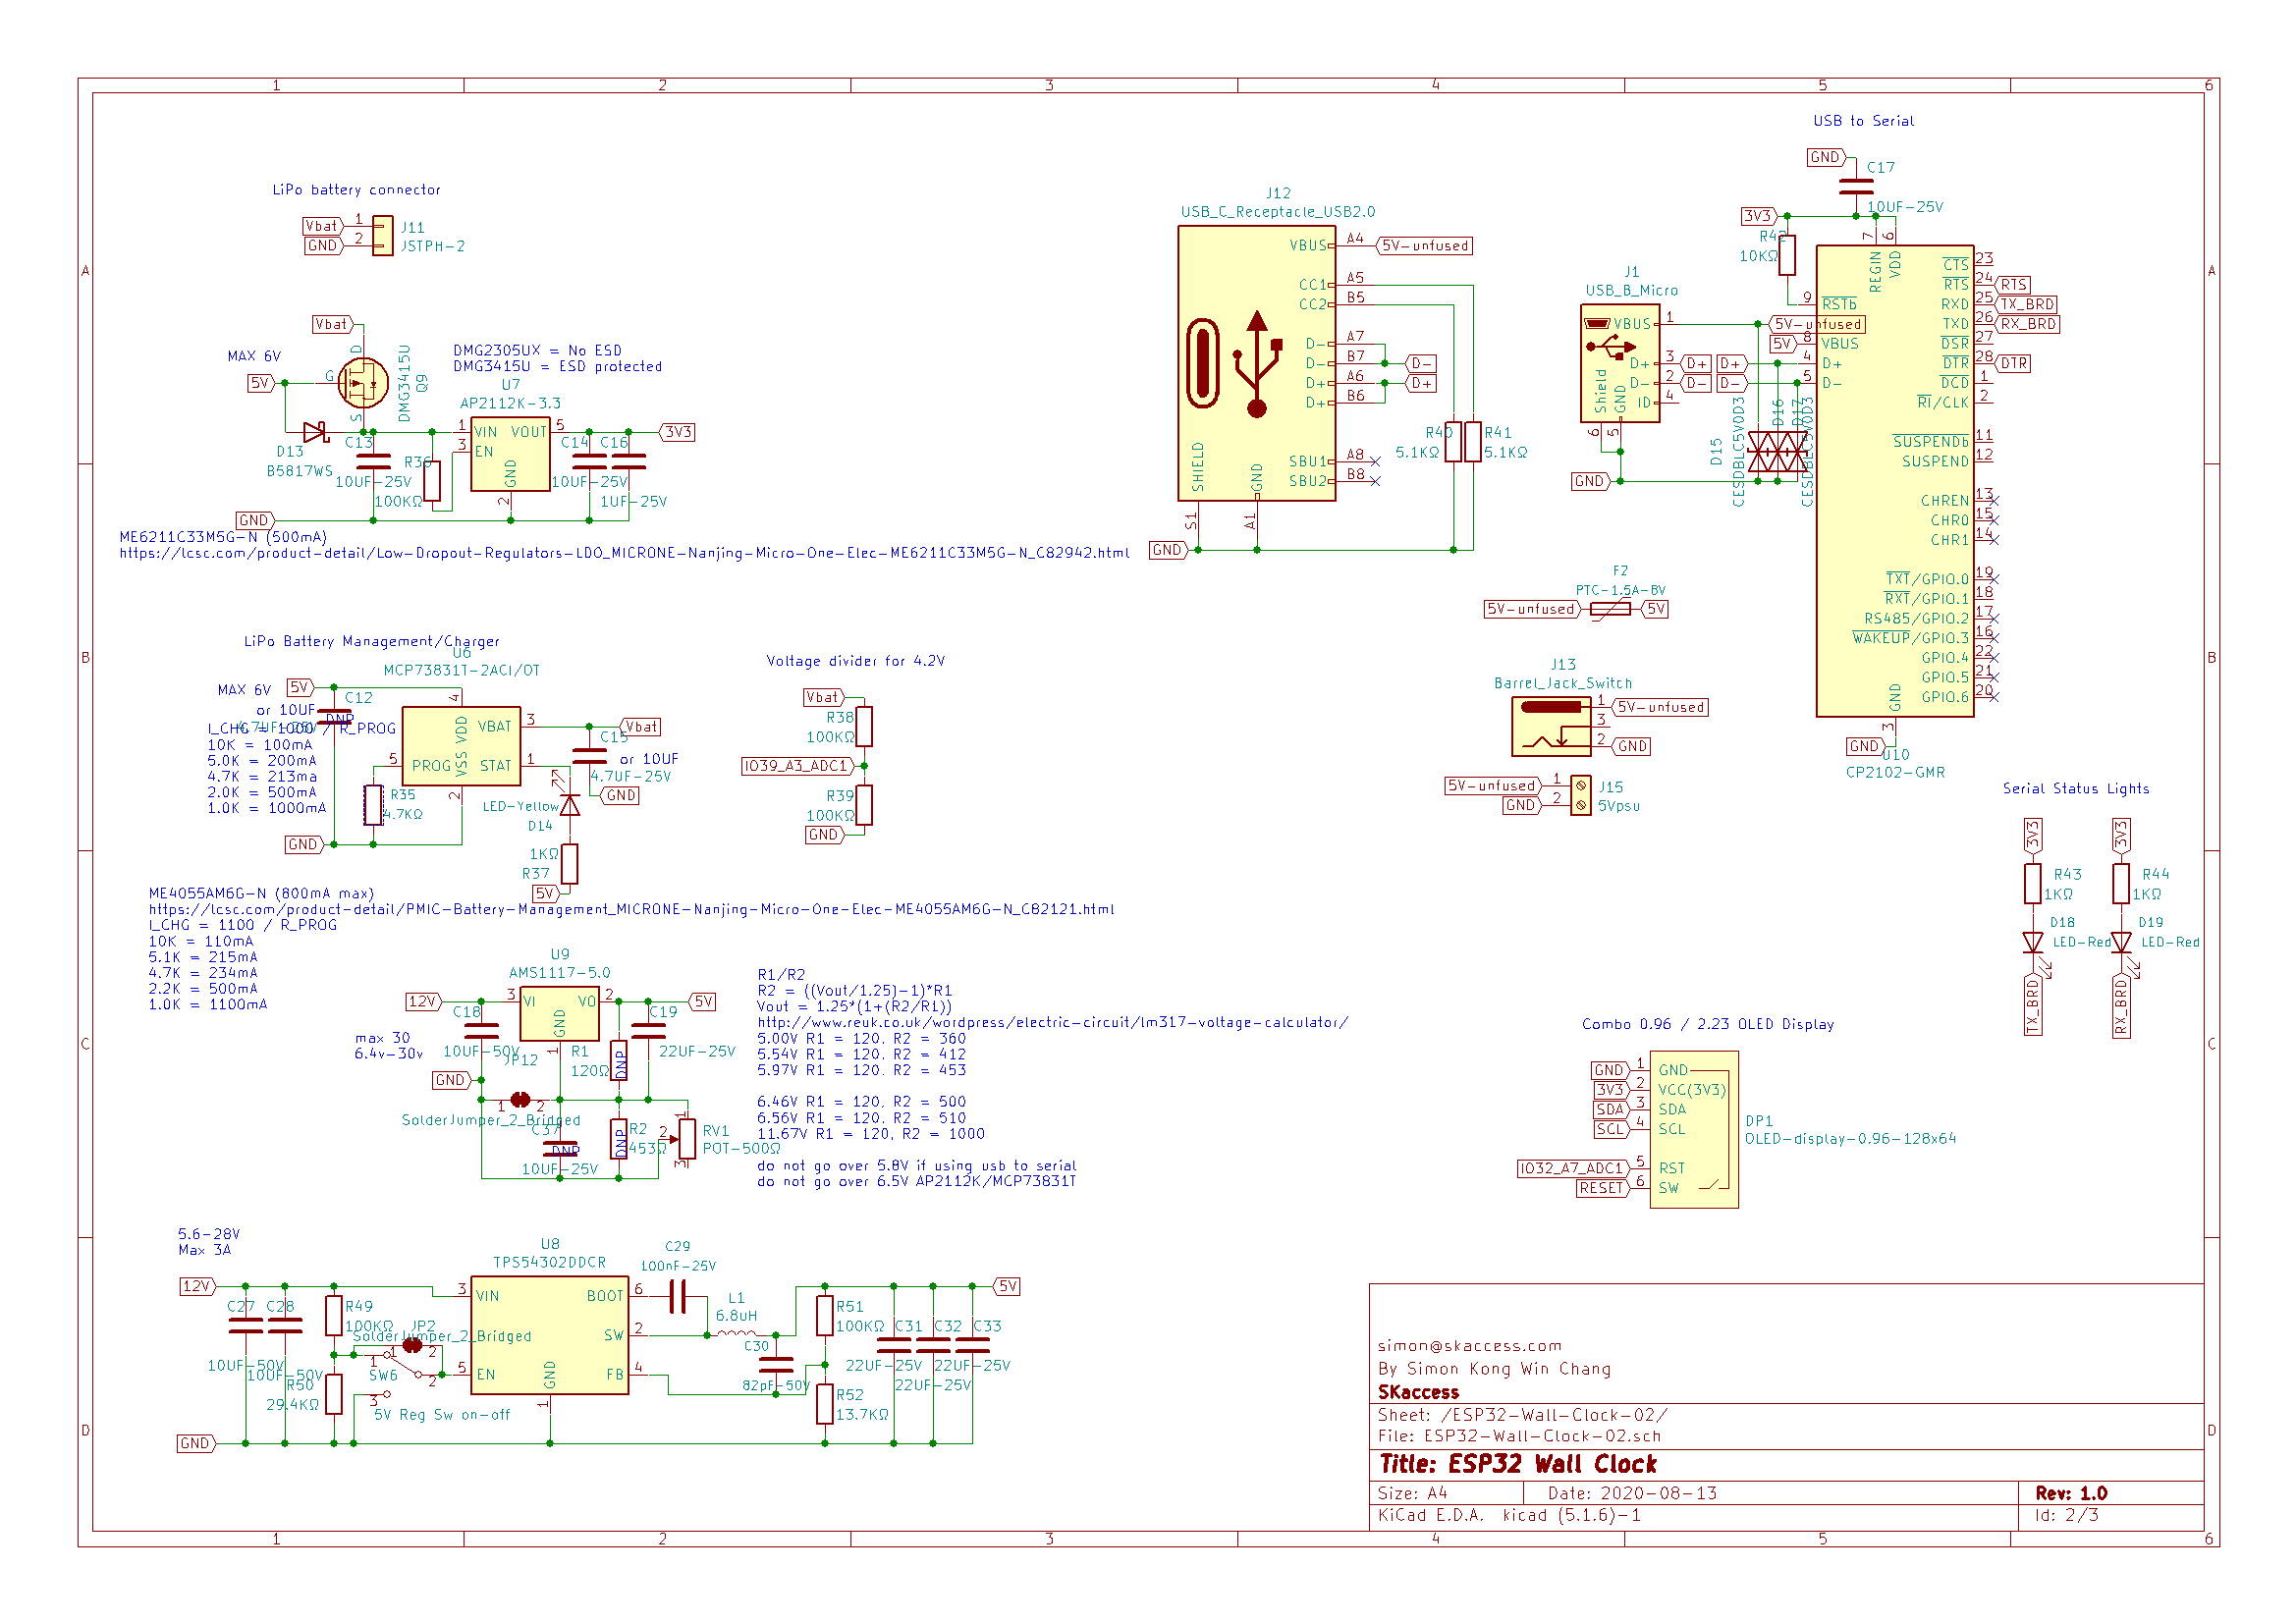 1 2 3 4 5 6
A
B
C
D
LiPo battery connector
Vbat 1
GND 2
J11
JSTPH-2
Vbat
MAX 6V
5V
G D S
DMG3415U
Q9
DMG2305UX = No ESD
DMG3415U = ESD protected
U7
AP2112K-3.3
1 VIN VOUT 5
3 EN
GND
2
3V3
D13
B5817WS
C13
10UF-25V
R36
100KΩ
C14
10UF-25V
C16
1UF-25V
GND
ME6211C33M5G-N (500mA)
https://lcsc.com/product-detail/Low-Dropout-Regulators-LDO_MICRONE-Nanjing-Micro-One-Elec-ME6211C33M5G-N_C82942.html
LiPo Battery Management/Charger
U6
MCP73831T-2ACI/OT
MAX 6V
5V
C12
or 10UF
DNP
4.7UF-25V
I_CHG = 1000 / R_PROG
10K = 100mA
5.0K = 200mA
4.7K = 213ma
2.0K = 500mA
1.0K = 1000mA
4 VDD
VBAT 3
5 PROG
VSS 2
STAT 1
Vbat
C15
or 10UF
4.7UF-25V
GND
R35
4.7KΩ
LED-Yellow
D14
1KΩ
R37
5V
GND
Voltage divider for 4.2V
Vbat
R38
100KΩ
IO39_A3_ADC1
R39
100KΩ
GND
ME4055AM6G-N (800mA max)
https://lcsc.com/product-detail/PMIC-Battery-Management_MICRONE-Nanjing-Micro-One-Elec-ME4055AM6G-N_C82121.html
I_CHG = 1100 / R_PROG
10K = 110mA
5.1K = 215mA
4.7K = 234mA
2.2K = 500mA
1.0K = 1100mA
U9
AMS1117-5.0
12V
3 VI VO 2
GND
1
5V
C18
10UF-50V
max 30
6.4v-30v
JP12
GND
R1
120Ω
DNP
C19
22UF-25V
1 2
SolderJumper_2_Bridged
C37
DNP
10UF-25V
R2
453Ω
DNP
1 2 3
RV1
POT-500Ω
R1/R2
R2 = ((Vout/1.25)-1)*R1
Vout = 1.25*(1+(R2/R1))
http://www.reuk.co.uk/wordpress/electric-circuit/lm317-voltage-calculator/
5.00V R1 = 120, R2 = 360
5.54V R1 = 120, R2 = 412
5.97V R1 = 120, R2 = 453
6.46V R1 = 120, R2 = 500
6.56V R1 = 120, R2 = 510
11.67V R1 = 120, R2 = 1000
do not go over 5.8V if using usb to serial
do not go over 6.5V AP2112K/MCP73831T
5.6-28V
Max 3A
12V
C27
10UF-50V
C28
10UF-50V
R49
100KΩ
JP2
SolderJumper_2_Bridged
1 2
R50
29.4KΩ
1 2 3
SW6
5V Reg Sw on-off
GND
U8
TPS54302DDCR
3 VIN BOOT 6
SW 2
5 EN FB 4
GND
1
C29
100nF-25V
L1
6.8uH
C30
82pF-50V
R51
100KΩ
R52
13.7KΩ
C31
22UF-25V
C32
22UF-25V
C33
22UF-25V
5V
J12
USB_C_Receptacle_USB2.0
VBUS A4 5V-unfused
CC1 A5
CC2 B5
D- A7
D- B7 D-
D+ A6 D+
D+ B6
SBU1 A8
SBU2 B8
SHIELD S1
GND A1
GND
R40
5.1KΩ
R41
5.1KΩ
J1
USB_B_Micro
VBUS 1
D+ 3 D+
D- 2 D-
ID 4
Shield 6
GND 5
GND
5V-unfused
5V
D+
D-
D15
CESDBLC5V0D3
D16
D17
CESDBLC5V0D3
USB to Serial
GND
C17
10UF-25V
3V3
R42
10KΩ
7 REGIN
6 VDD
9 RSTb
8 VBUS
4 D+
5 D-
CTS 23
RTS 24 RTS
RXD 25 TX_BRD
TXD 26 RX_BRD
DSR 27
DTR 28 DTR
DCD 1
RI/CLK 2
SUSPENDb 11
SUSPEND 12
CHREN 13
CHR0 15
CHR1 14
TXT/GPIO.0 19
RXT/GPIO.1 18
RS485/GPIO.2 17
WAKEUP/GPIO.3 16
GPIO.4 22
GPIO.5 21
GPIO.6 20
GND 3
GND
U10
CP2102-GMR
F2
PTC-1.5A-8V
5V-unfused 5V
J13
Barrel_Jack_Switch
1 5V-unfused
3
2 GND
5V-unfused 1
GND 2
J15
5Vpsu
Serial Status Lights
3V3 3V3
R43
1KΩ
R44
1KΩ
D18
LED-Red
D19
LED-Red
TX_BRD
RX_BRD
Combo 0.96 / 2.23 OLED Display
GND 1 GND
3V3 2 VCC(3V3)
SDA 3 SDA
SCL 4 SCL
IO32_A7_ADC1 5 RST
RESET 6 SW
DP1
OLED-display-0.96-128x64
simon@skaccess.com
By Simon Kong Win Chang
SKaccess
Sheet: /ESP32-Wall-Clock-02/
File: ESP32-Wall-Clock-02.sch
Title: ESP32 Wall Clock
Size: A4 Date: 2020-08-13 Rev: 1.0
KiCad E.D.A. kicad (5.1.6)-1 Id: 2/3
A
B
C
D
1 2 3 4 5 6